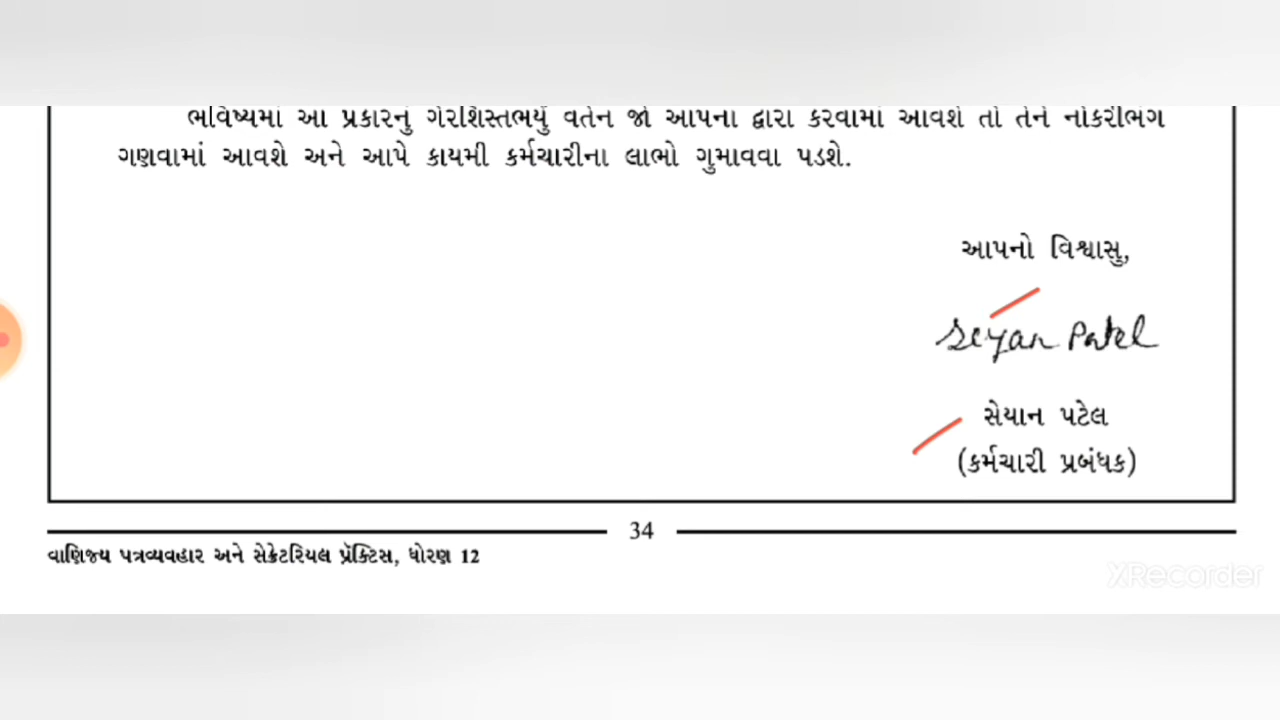 ભવિષ્યમાં આ પ્રકારનું ગેરશિસ્તભર્યું વર્તન જો આપના દ્વારા કરવામાં આવશે તો તેને નોકરીભંગ
ગણવામાં આવશે અને આપે કાયમી કર્મચારીના લાભો ગુમાવવા પડશે.
આપનો વિશ્વાસુ,
Seyan Patel
સેયાન પટેલ
(કર્મચારી પ્રબંધક)
34
વાણિજ્ય પત્રવ્યવહાર અને સેક્રેટરિયલ પ્રૅક્ટિસ, ધોરણ 12
XRecorder